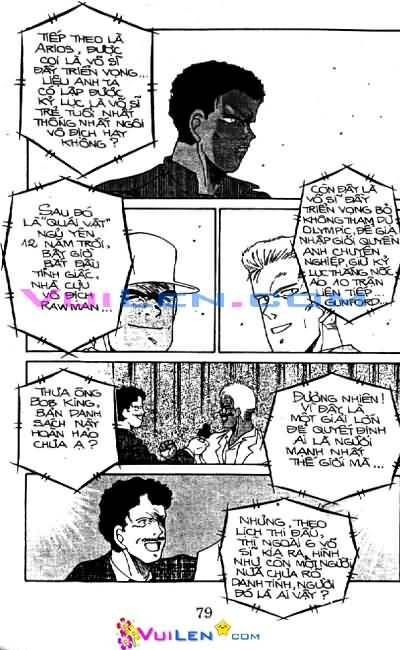 TIẾP THEO LÀ
ARIOS, ĐƯỢC
COI LÀ VÕ SĨ
ĐẦY TRIỂN VỌNG...
LIỆU ANH TA
CÓ LẬP ĐƯỢC
KỶ LỤC LÀ VÕ SĨ
TRẺ TUỔI NHẤT
THỐNG NHẤT NGÔI
VÔ ĐỊCH HAY
KHÔNG?
SAU ĐÓ
LÀ "QUÁI VẬT"
NGỦ YÊN
12 NĂM TRỜI,
BÂY GIỜ
BẮT ĐẦU
TỈNH GIẤC,
NHÀ CỰU
VÔ ĐỊCH
RAWMAN...
CÒN ĐÂY LÀ
VÕ SĨ ĐẦY
TRIỂN VỌNG BỎ
KHÔNG THAM DỰ
OLYMPIC, ĐỂ GIA
NHẬP GIỚI QUYỀN
ANH CHUYÊN
NGHIỆP, GIỮ KỶ
LỤC THẮNG NỐC
AO 10 TRẬN
LIÊN TIẾP...
GUNFORD...
VUILEN.COM
THƯA ÔNG
BOB KING,
BẢN DANH
SÁCH NÀY
HOÀN HẢO
CHƯA Ạ?
ĐƯƠNG NHIÊN!
VÌ ĐÂY LÀ
MỘT GIẢI LỚN
ĐỂ QUYẾT ĐỊNH
AI LÀ NGƯỜI
MẠNH NHẤT
THẾ GIỚI MÀ...
NHƯNG, THEO
LỊCH THI ĐẤU,
THÌ NGOÀI 6 VÕ
SĨ KIA RA, HÌNH
NHƯ CÒN MỘT NGƯỜI
NỮA CHƯA RÕ
DANH TÍNH, NGƯỜI
ĐÓ LÀ AI VẬY?
79
VUILEN.COM